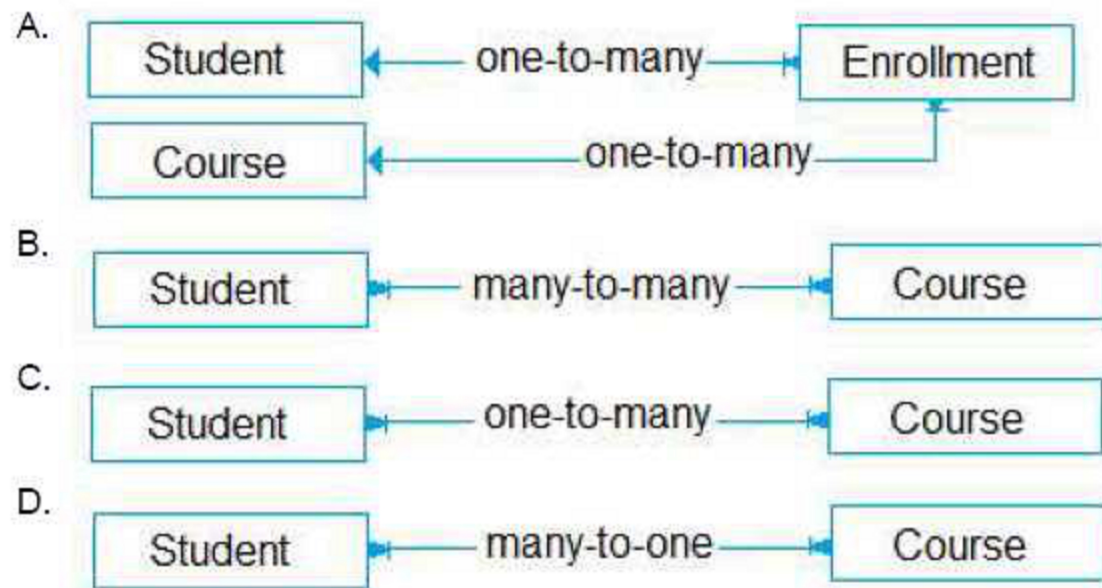 A.
Student one-to-many Enrollment
Course one-to-many
B.
Student many-to-many Course
C.
Student one-to-many Course
D.
Student many-to-one Course